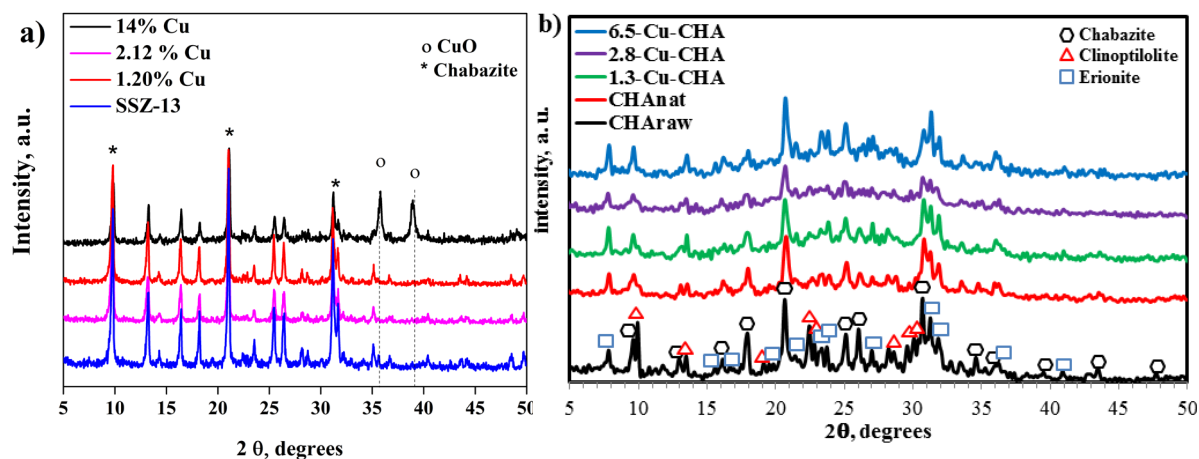 a)
14% Cu
2.12 % Cu
1.20% Cu
SSZ-13
o CuO
* Chabazite
*
*
*
o
o
Intensity, a.u.
5 10 15 20 25 30 35 40 45 50
2 θ, degrees
b)
6.5-Cu-CHA
2.8-Cu-CHA
1.3-Cu-CHA
CHAnat
CHAraw
Chabazite
Clinoptilolite
Erionite
intensity, a. u.
5 10 15 20 25 30 35 40 45 50
2θ, degrees